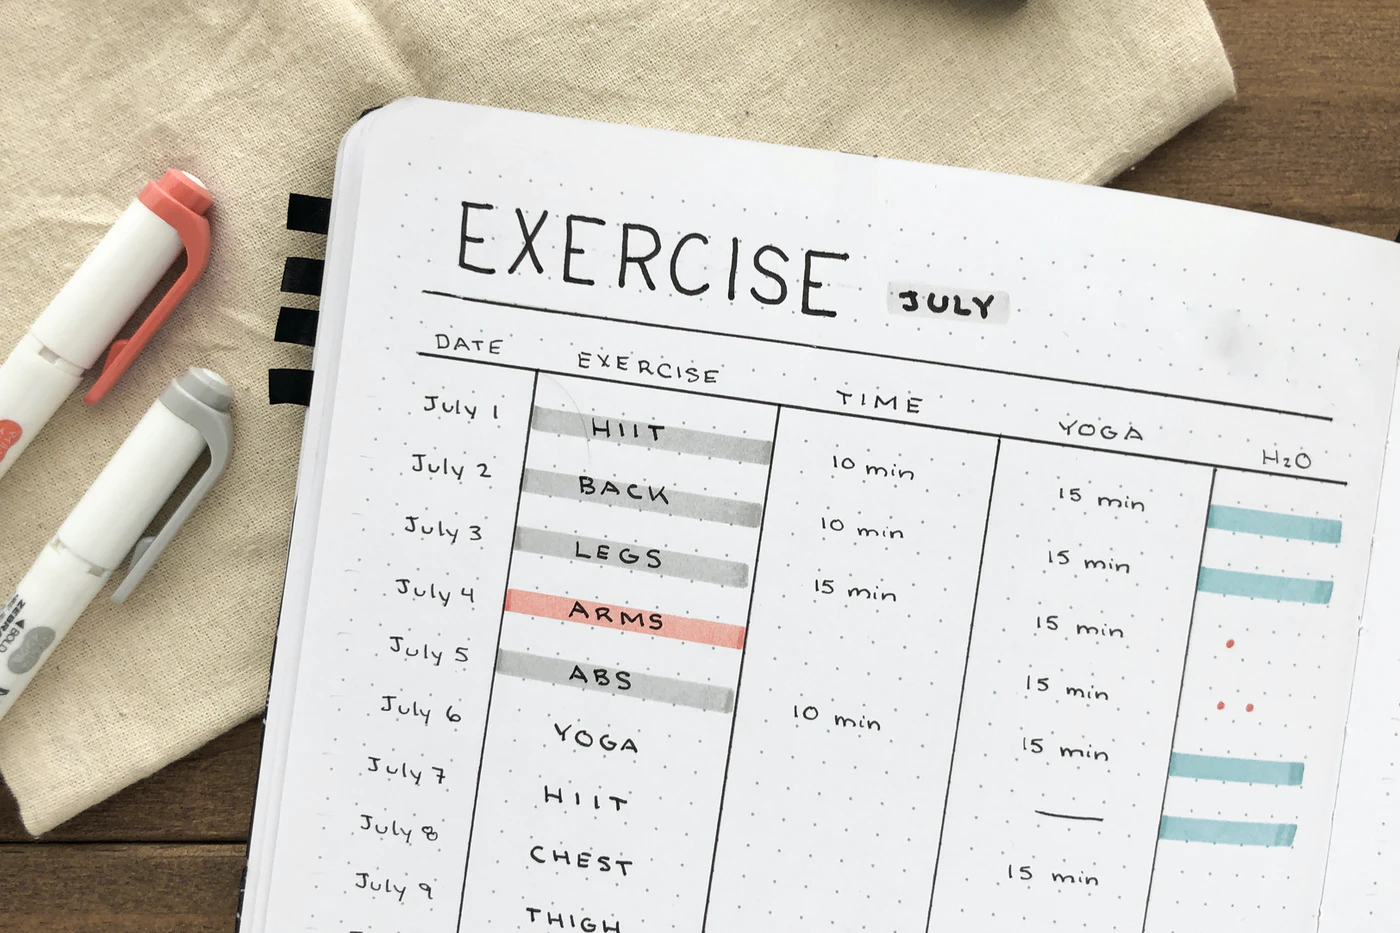 EXERCISE JULY
DATE EXERCISE TIME YOGA H₂O
July 1 HIIT 10 min 15 min
July 2 BACK 10 min 15 min
July 3 LEGS 15 min 15 min
July 4 ARMS 15 min
July 5 ABS 10 min 15 min
July 6 YOGA —
July 7 HIIT 15 min
July 8 CHEST
July 9 THIGH
ZEBRA
BOLD